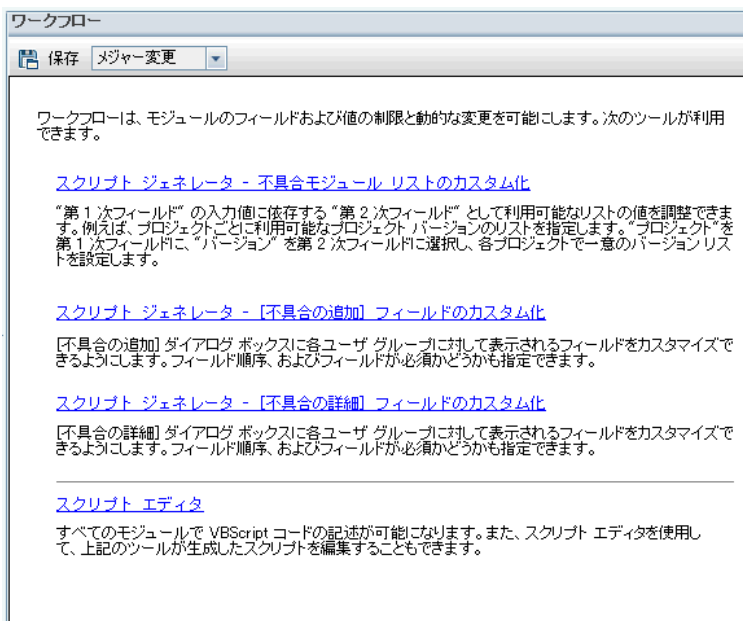 ワークフロー
保存 メジャー変更
ワークフローは、モジュールのフィールドおよび値の制限と動的な変更を可能にします。次のツールが利用
できます。
スクリプト ジェネレータ - 不具合モジュール リストのカスタム化
“第１次フィールド” の入力値に依存する “第２次フィールド” として利用可能なリストの値を調整できま
す。例えば、プロジェクトごとに利用可能なプロジェクト バージョンのリストを指定します。“プロジェクト”を
第１次フィールドに、“バージョン” を第２次フィールドに選択し、各プロジェクトで一意のバージョン リス
トを設定します。
スクリプト ジェネレータ - [不具合の追加] フィールドのカスタム化
[不具合の追加] ダイアログ ボックスに各ユーザ グループに対して表示されるフィールドをカスタマイズで
きるようにします。フィールド順序、およびフィールドが必須かどうかも指定できます。
スクリプト ジェネレータ - [不具合の詳細] フィールドのカスタム化
[不具合の詳細] ダイアログ ボックスに各ユーザ グループに対して表示されるフィールドをカスタマイズで
きるようにします。フィールド順序、およびフィールドが必須かどうかも指定できます。
スクリプト エディタ
すべてのモジュールで VBScript コードの記述が可能になります。また、スクリプト エディタを使用し
て、上記のツールが生成したスクリプトを編集することもできます。